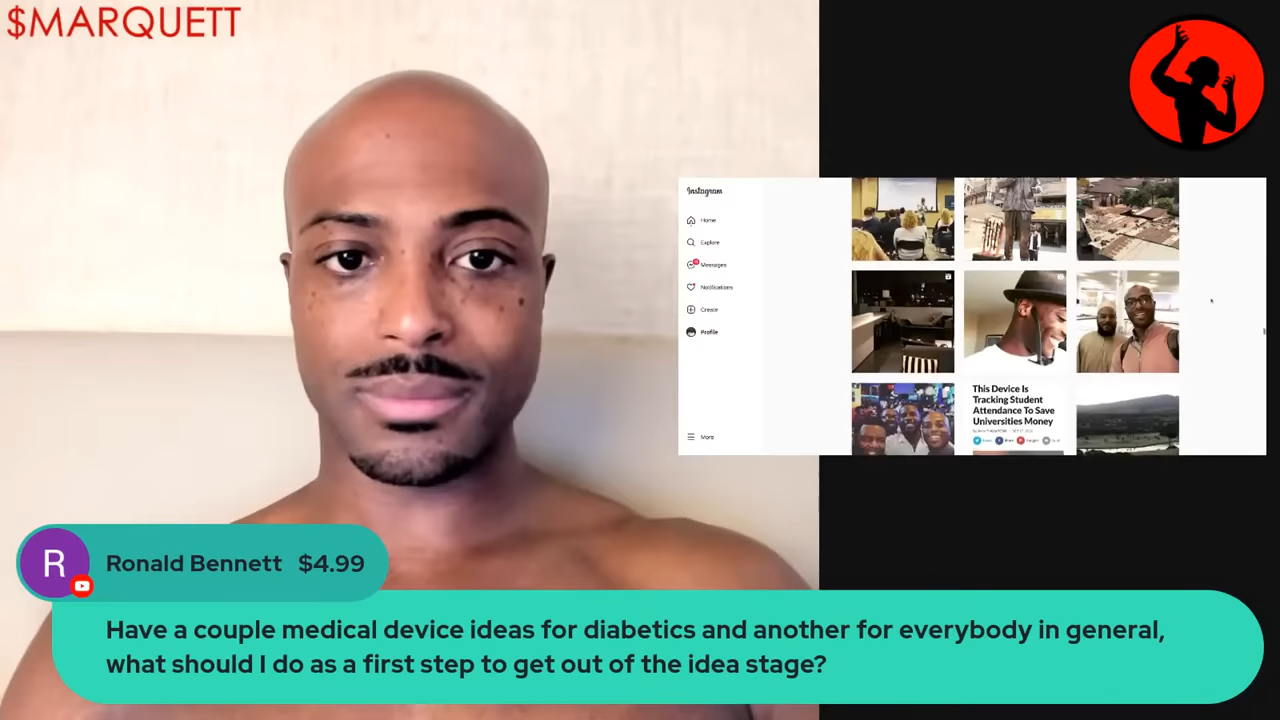 $MARQUETT
Instagram
Home
Explore
Messages
Notifications
Create
Profile
More
This Device Is
Tracking Student
Attendance To Save
Universities Money
R
Ronald Bennett $4.99
Have a couple medical device ideas for diabetics and another for everybody in general,
what should I do as a first step to get out of the idea stage?